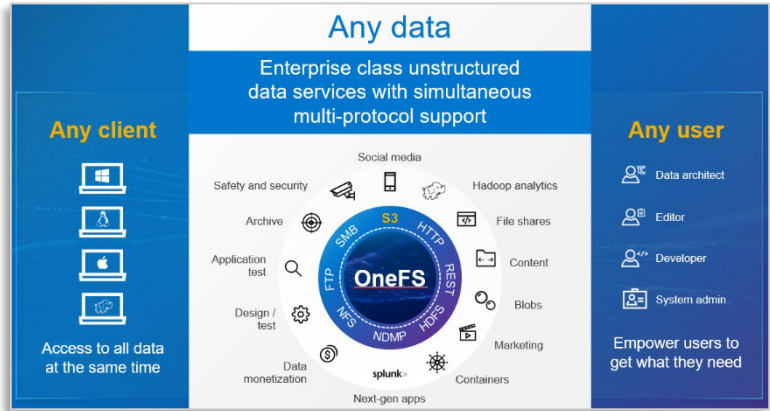 Any data
Enterprise class unstructured
data services with simultaneous
multi-protocol support
Any client
Access to all data
at the same time
Social media
Safety and security
Hadoop analytics
Archive
File shares
Application
test
Content
Design /
test
Blobs
Data
monetization
Marketing
splunk>
Containers
Next-gen apps
S3
SMB
HTTP
FTP
REST
OneFS
NFS
HDFS
NDMP
Any user
Data architect
Editor
Developer
System admin
Empower users to
get what they need